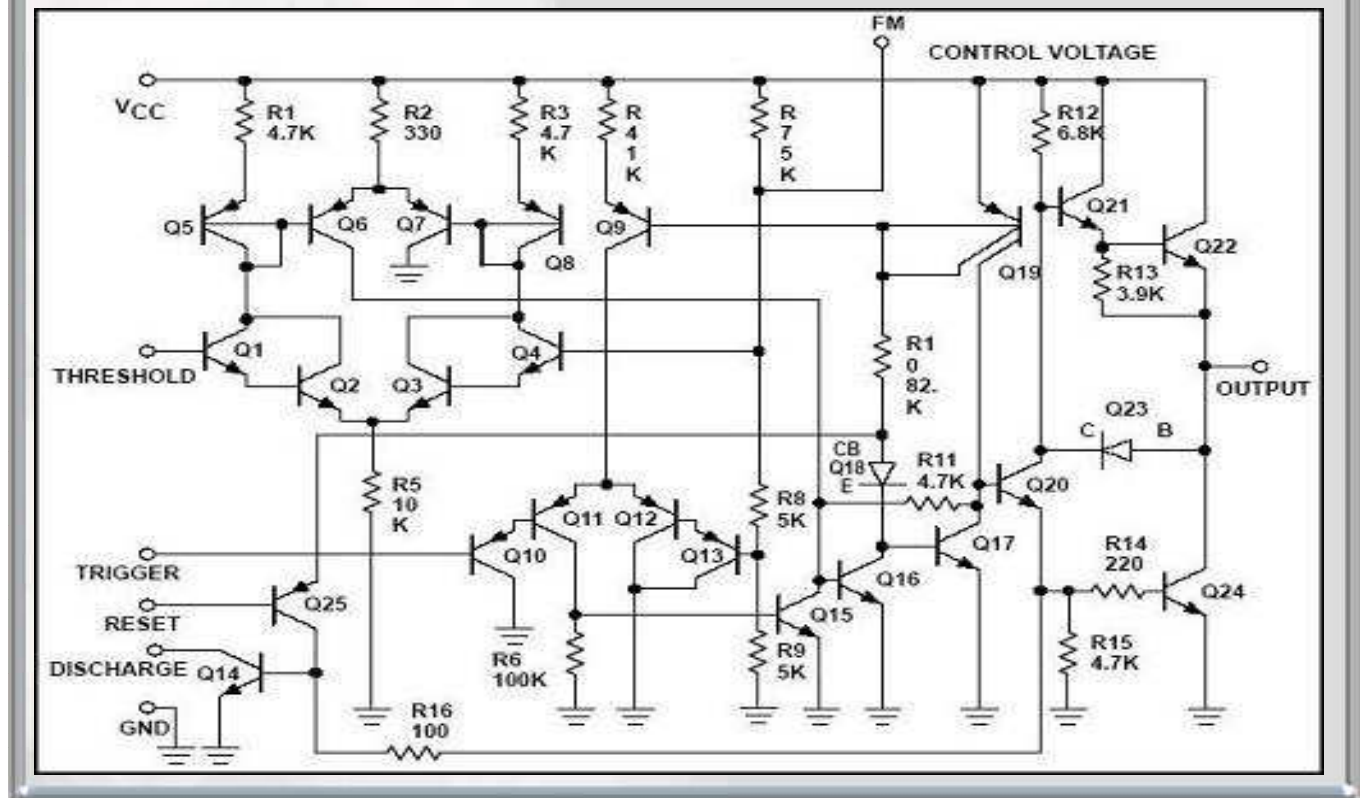 FM
CONTROL VOLTAGE
VCC
R1
4.7K
R2
330
R3
4.7
K
R
4
1
K
R
7
5
K
R12
6.8K
Q5
Q6
Q7
Q8
Q9
Q19
Q21
Q22
R13
3.9K
Q1
Q2
Q3
Q4
THRESHOLD
R1
0
82.
K
OUTPUT
Q23
C
B
CB
Q18
E
R11
4.7K
Q20
R5
10
K
Q11
Q12
R8
5K
Q10
Q13
Q17
TRIGGER
Q16
R14
220
Q24
Q25
RESET
Q15
DISCHARGE
Q14
R6
100K
R9
5K
R15
4.7K
GND
R16
100